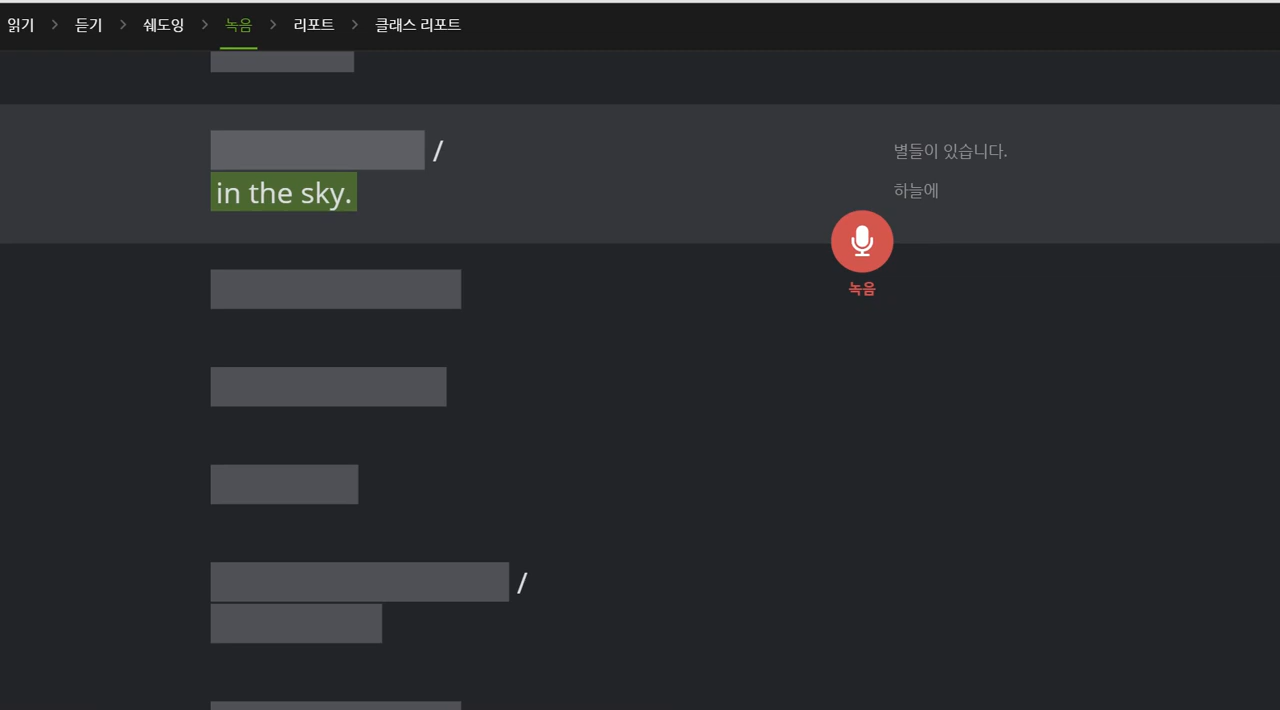 읽기 > 듣기 > 쉐도잉 > 녹음 > 리포트 > 클래스 리포트
/
별들이 있습니다.
in the sky.
하늘에
녹음
/